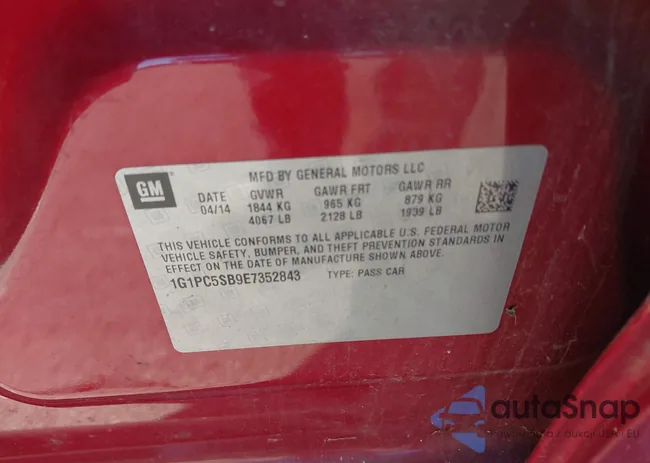 MFD BY GENERAL MOTORS LLC
GM
DATE GVWR GAWR FRT GAWR RR
04/14 1844 KG 965 KG 879 KG
4067 LB 2128 LB 1939 LB
THIS VEHICLE CONFORMS TO ALL APPLICABLE U.S. FEDERAL MOTOR
VEHICLE SAFETY, BUMPER, AND THEFT PREVENTION STANDARDS IN
EFFECT ON THE DATE OF MANUFACTURE SHOWN ABOVE.
1G1PC5SB9E7352843 TYPE: PASS CAR
autoSnap